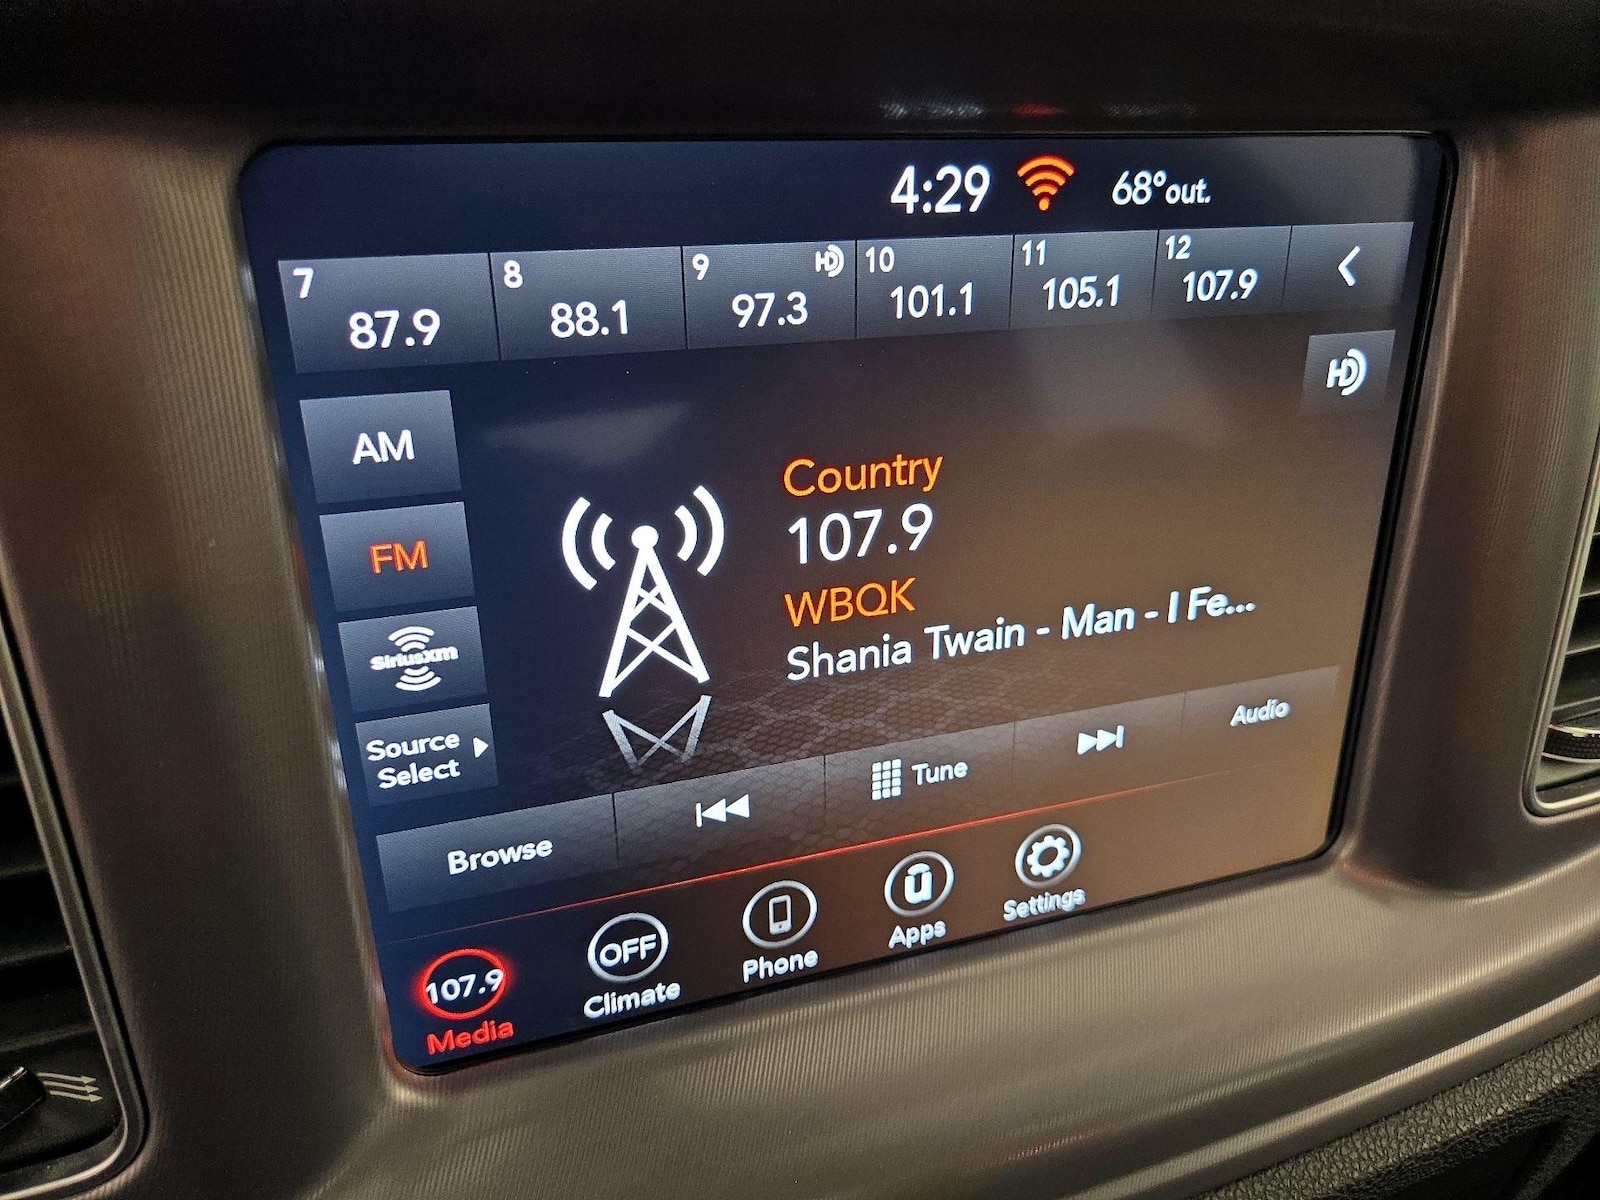 4:29 68°out.
7 8 9 HD 10 11 12
87.9 88.1 97.3 101.1 105.1 107.9
HD
AM
FM
SiriusXM
Source
Select
Country
107.9
WBQK
Shania Twain - Man - I Fe...
Browse Tune Audio
107.9 OFF
Media Climate Phone Apps Settings